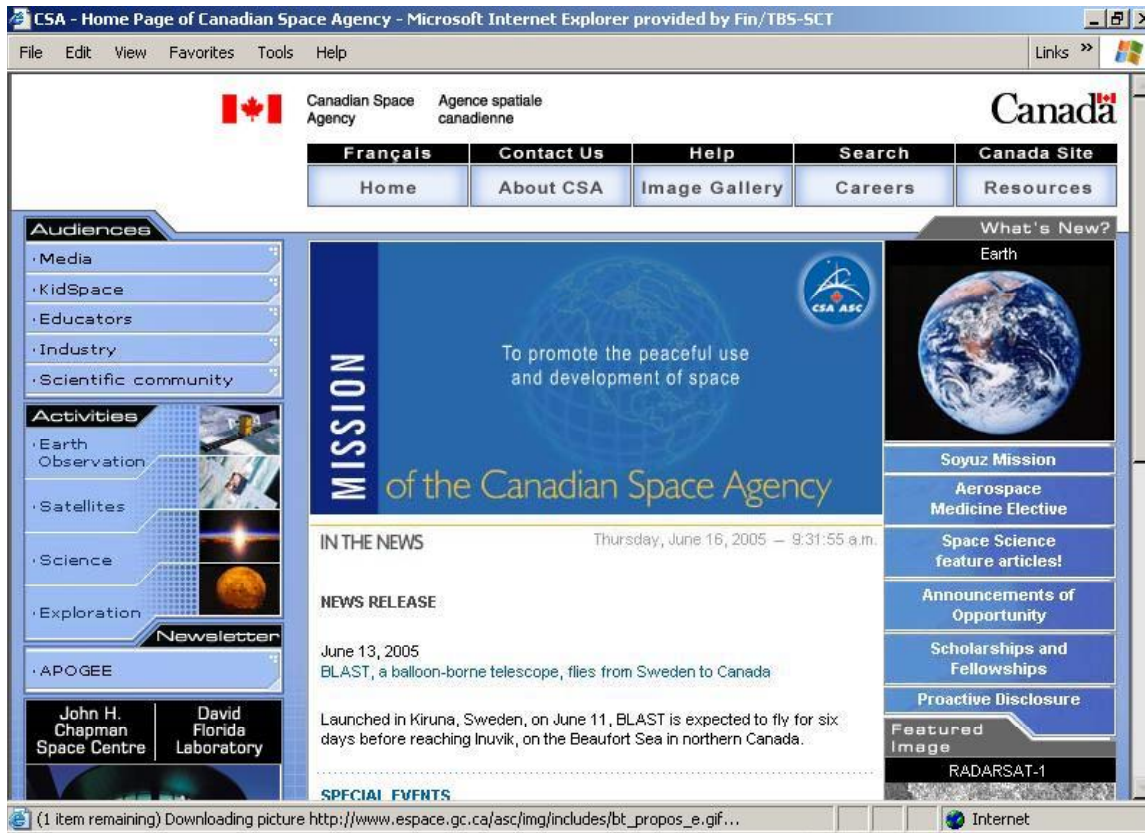 CSA - Home Page of Canadian Space Agency - Microsoft Internet Explorer provided by Fin/TBS-SCT
File Edit View Favorites Tools Help Links »
Canadian Space Agency
Agence spatiale canadienne
Canada
Français Contact Us Help Search Canada Site
Home About CSA Image Gallery Careers Resources
Audiences
·Media
·KidSpace
·Educators
·Industry
·Scientific community
Activities
·Earth
Observation
·Satellites
·Science
·Exploration
Newsletter
·APOGEE
John H.
Chapman
Space Centre
David
Florida
Laboratory
MISSION
CSA ASC
To promote the peaceful use
and development of space
of the Canadian Space Agency
IN THE NEWS Thursday, June 16, 2005 — 9:31:55 a.m.
NEWS RELEASE
June 13, 2005
BLAST, a balloon-borne telescope, flies from Sweden to Canada
Launched in Kiruna, Sweden, on June 11, BLAST is expected to fly for six
days before reaching Inuvik, on the Beaufort Sea in northern Canada.
SPECIAL EVENTS
What's New?
Earth
Soyuz Mission
Aerospace
Medicine Elective
Space Science
feature articles!
Announcements of
Opportunity
Scholarships and
Fellowships
Proactive Disclosure
Featured
Image
RADARSAT-1
(1 item remaining) Downloading picture http://www.espace.gc.ca/asc/img/includes/bt_propos_e.gif... Internet